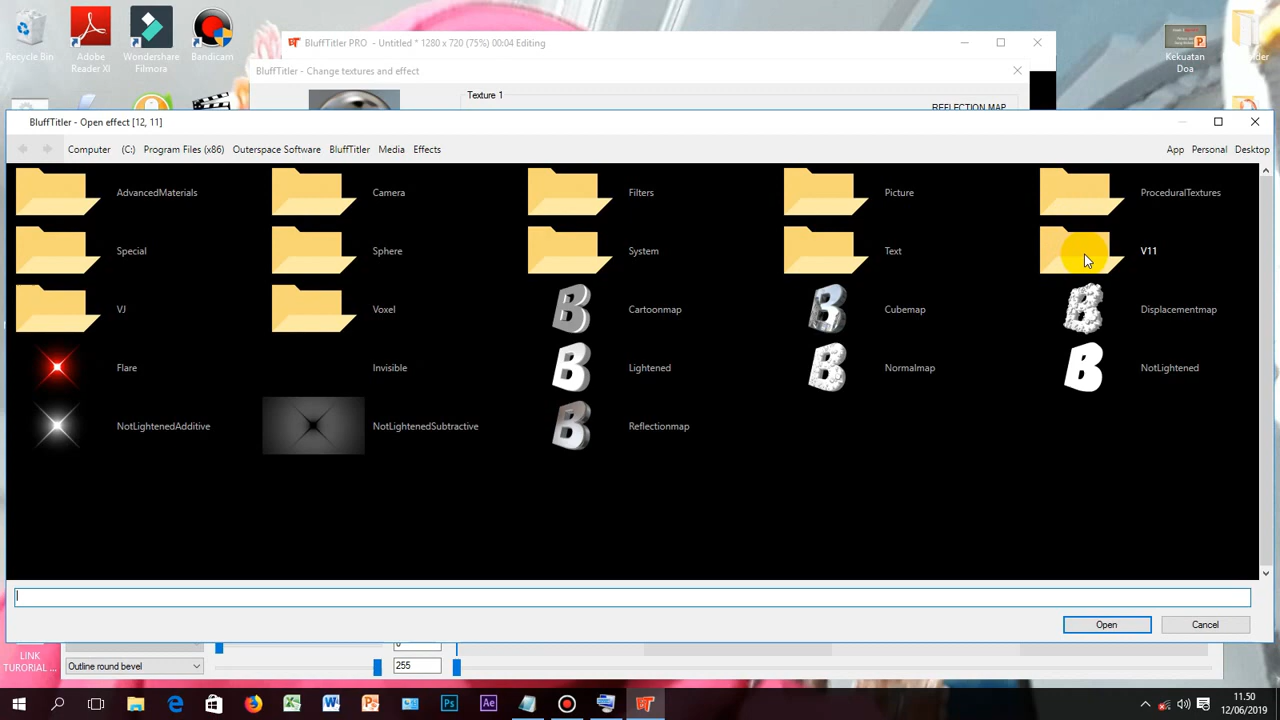 Recycle Bin
Adobe Reader XI
Wondershare Filmora
Bandicam
BluffTitler PRO - Untitled * 1280 x 720 (75%) 00:04 Editing
Kekuatan Doa
BluffTitler - Change textures and effect
Texture 1
REFLECTION MAP
BluffTitler - Open effect [12, 11]
Computer (C:) Program Files (x86) Outerspace Software BluffTitler Media Effects App Personal Desktop
AdvancedMaterials Camera Filters Picture ProceduralTextures
Special Sphere System Text V11
VJ Voxel Cartoonmap Cubemap Displacementmap
Flare Invisible Lightened Normalmap NotLightened
NotLightenedAdditive NotLightenedSubtractive Reflectionmap
Open Cancel
LINK
TURORIAL ...
Outline round bevel 255
11.50
12/06/2019